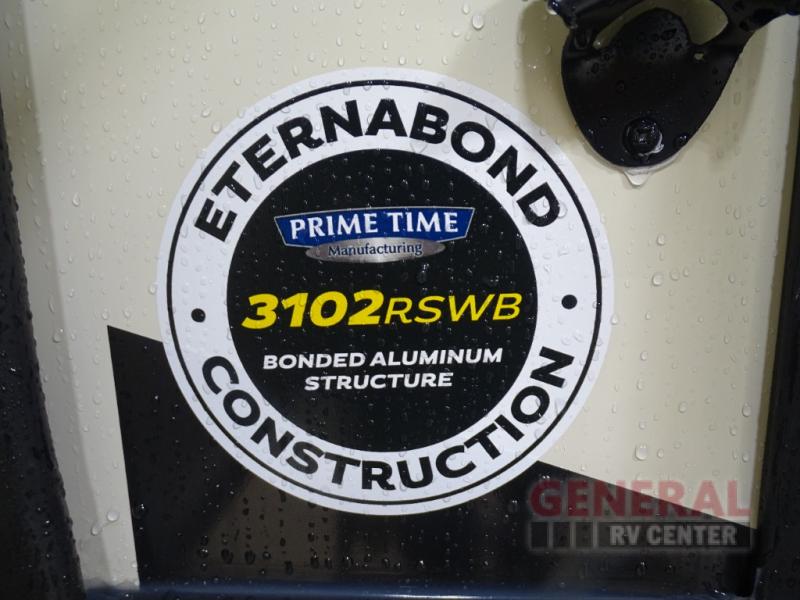 ETERNABOND
PRIME TIME
Manufacturing
3102RSWB
BONDED ALUMINUM
STRUCTURE
CONSTRUCTION
GENERAL
RV CENTER